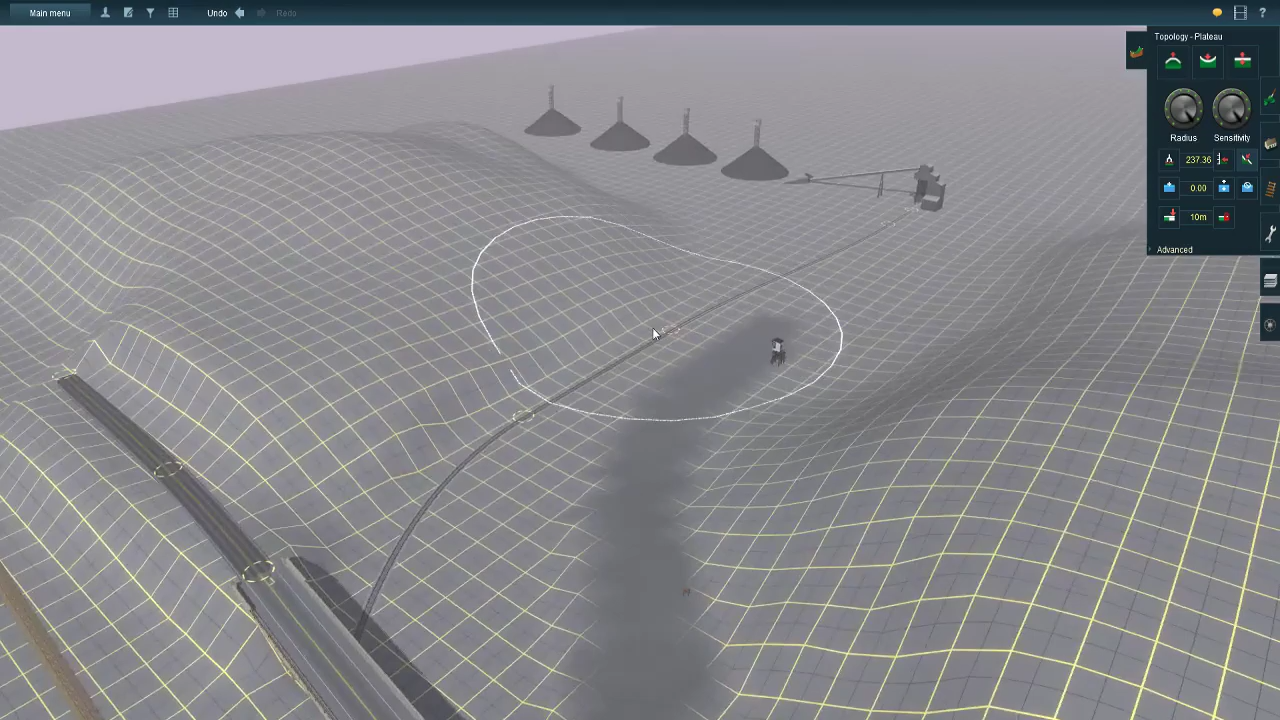 Main menu
Undo
Redo
?
Topology - Plateau
Radius
Sensitivity
237.36
0.00
10m
Advanced